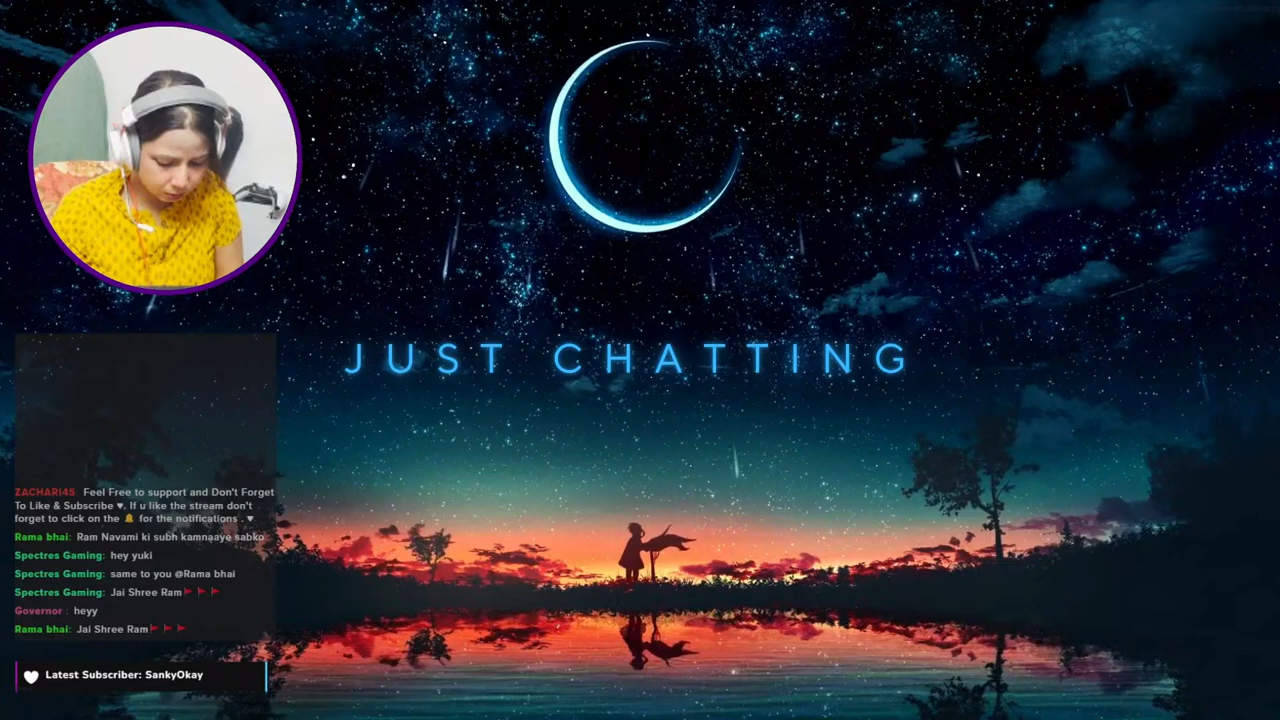 JUST CHATTING
ZACHARI4S: Feel Free to support and Don't Forget
To Like & Subscribe ♥. If u like the stream don't
forget to click on the 🔔 for the notifications . ♥
Rama bhai: Ram Navami ki subh kamnaaye sabko
Spectres Gaming: hey yuki
Spectres Gaming: same to you @Rama bhai
Spectres Gaming: Jai Shree Ram🚩🚩🚩
Governor : heyy
Rama bhai: Jai Shree Ram🚩🚩🚩
Latest Subscriber: SankyOkay